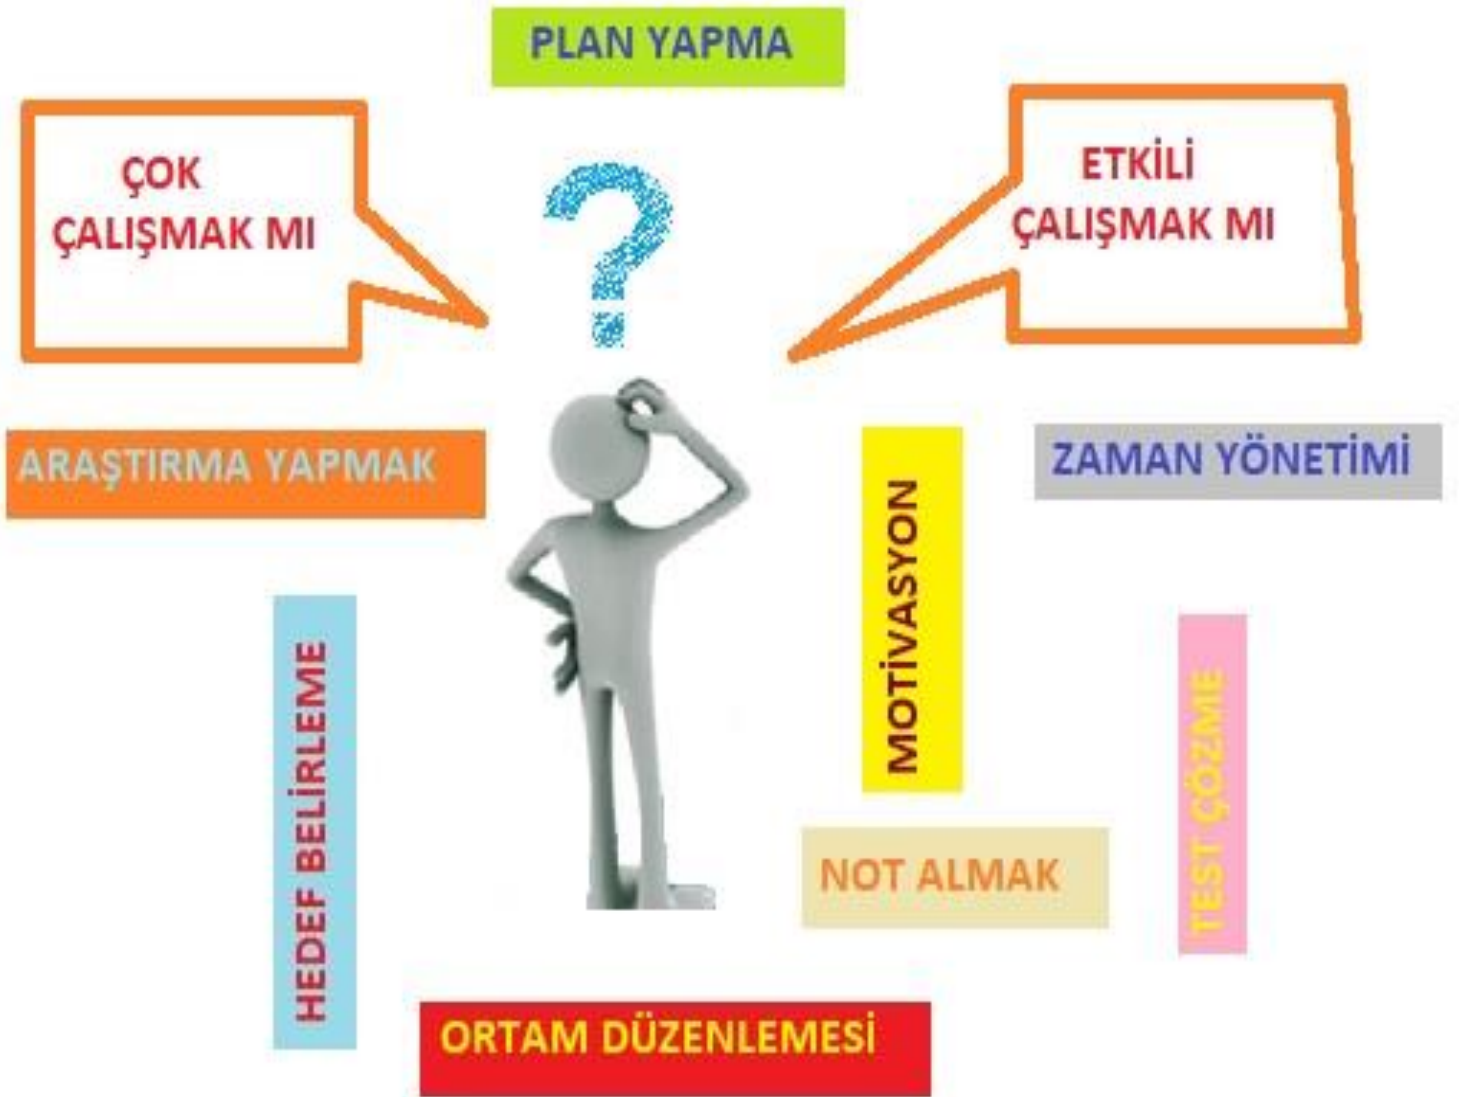 PLAN YAPMA
ÇOK
ÇALIŞMAK MI
ETKİLİ
ÇALIŞMAK MI
ARAŞTIRMA YAPMAK
ZAMAN YÖNETİMİ
MOTİVASYON
HEDEF BELİRLEME
TEST ÇÖZME
NOT ALMAK
ORTAM DÜZENLEMESİ